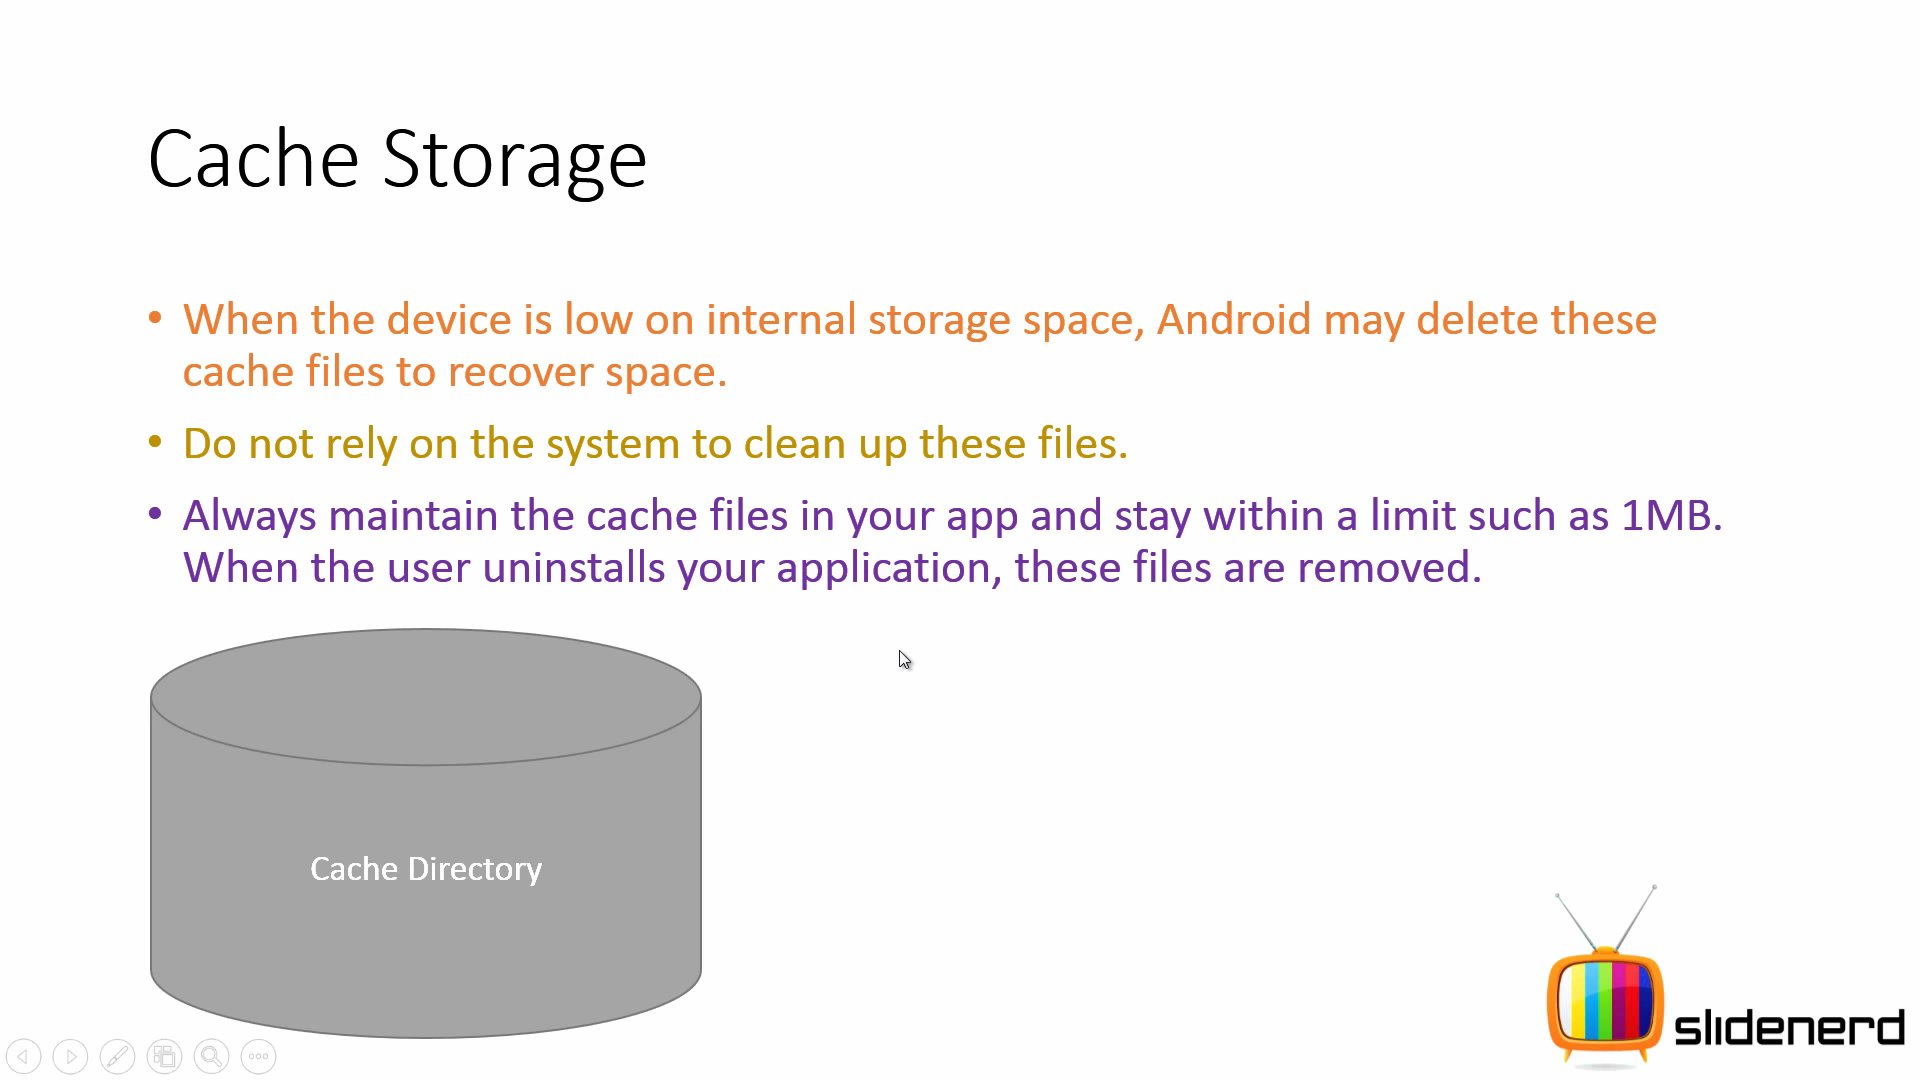 Cache Storage
• When the device is low on internal storage space, Android may delete these
cache files to recover space.
• Do not rely on the system to clean up these files.
• Always maintain the cache files in your app and stay within a limit such as 1MB.
When the user uninstalls your application, these files are removed.
Cache Directory
slidenerd